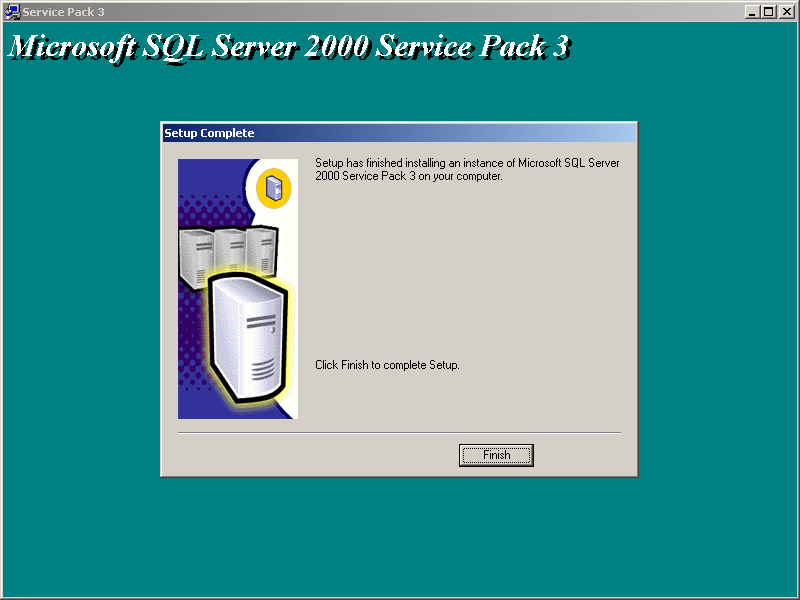 Service Pack 3
Microsoft SQL Server 2000 Service Pack 3
Setup Complete
Setup has finished installing an instance of Microsoft SQL Server
2000 Service Pack 3 on your computer.
Click Finish to complete Setup.
Finish